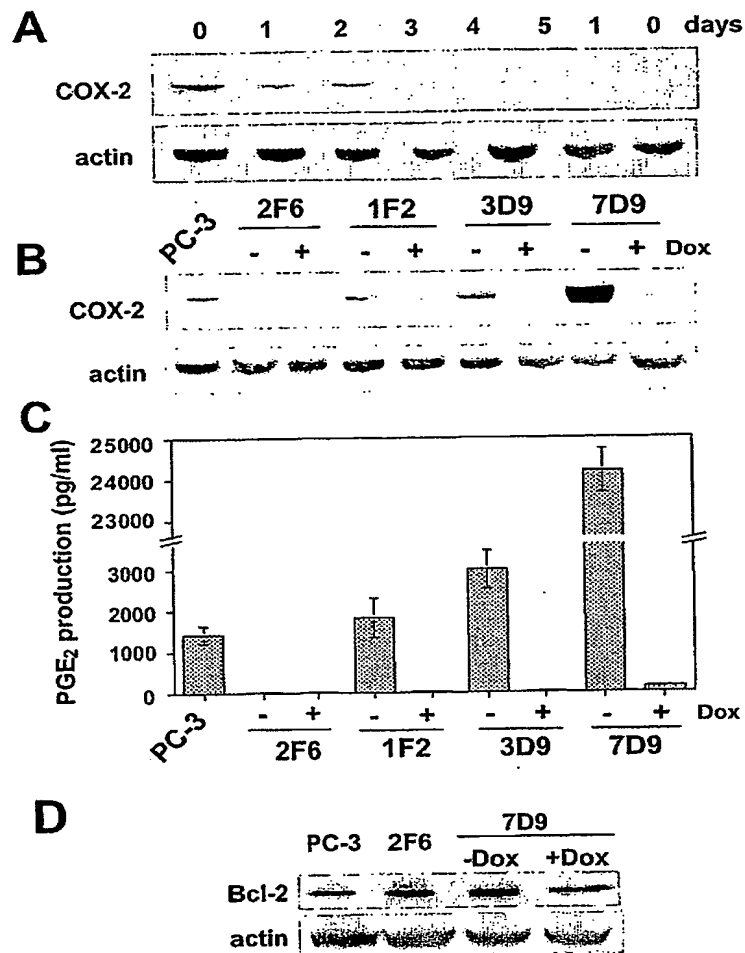 A 0 1 2 3 4 5 1 0 days
COX-2
actin
PC-3 2F6 1F2 3D9 7D9
B - + - + - + - + Dox
COX-2
actin
C
25000
24000
23000
3000
2000
1000
0
PGE2 production (pg/ml)
PC-3 - + - + - + - + Dox
2F6 1F2 3D9 7D9
D
7D9
PC-3 2F6 -Dox +Dox
Bcl-2
actin